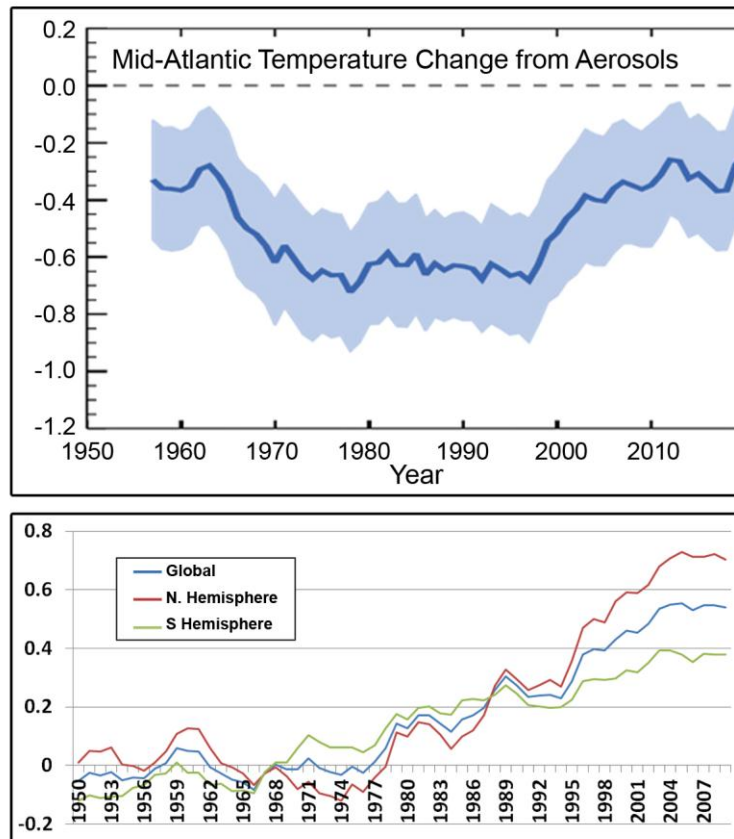 0.2
Mid-Atlantic Temperature Change from Aerosols
0.0
-0.2
-0.4
-0.6
-0.8
-1.0
-1.2
1950 1960 1970 1980 1990 2000 2010
Year
0.8
0.6
0.4
0.2
0
-0.2
Global
N. Hemisphere
S Hemisphere
1950 1953 1956 1959 1962 1965 1968 1971 1974 1977 1980 1983 1986 1989 1992 1995 1998 2001 2004 2007